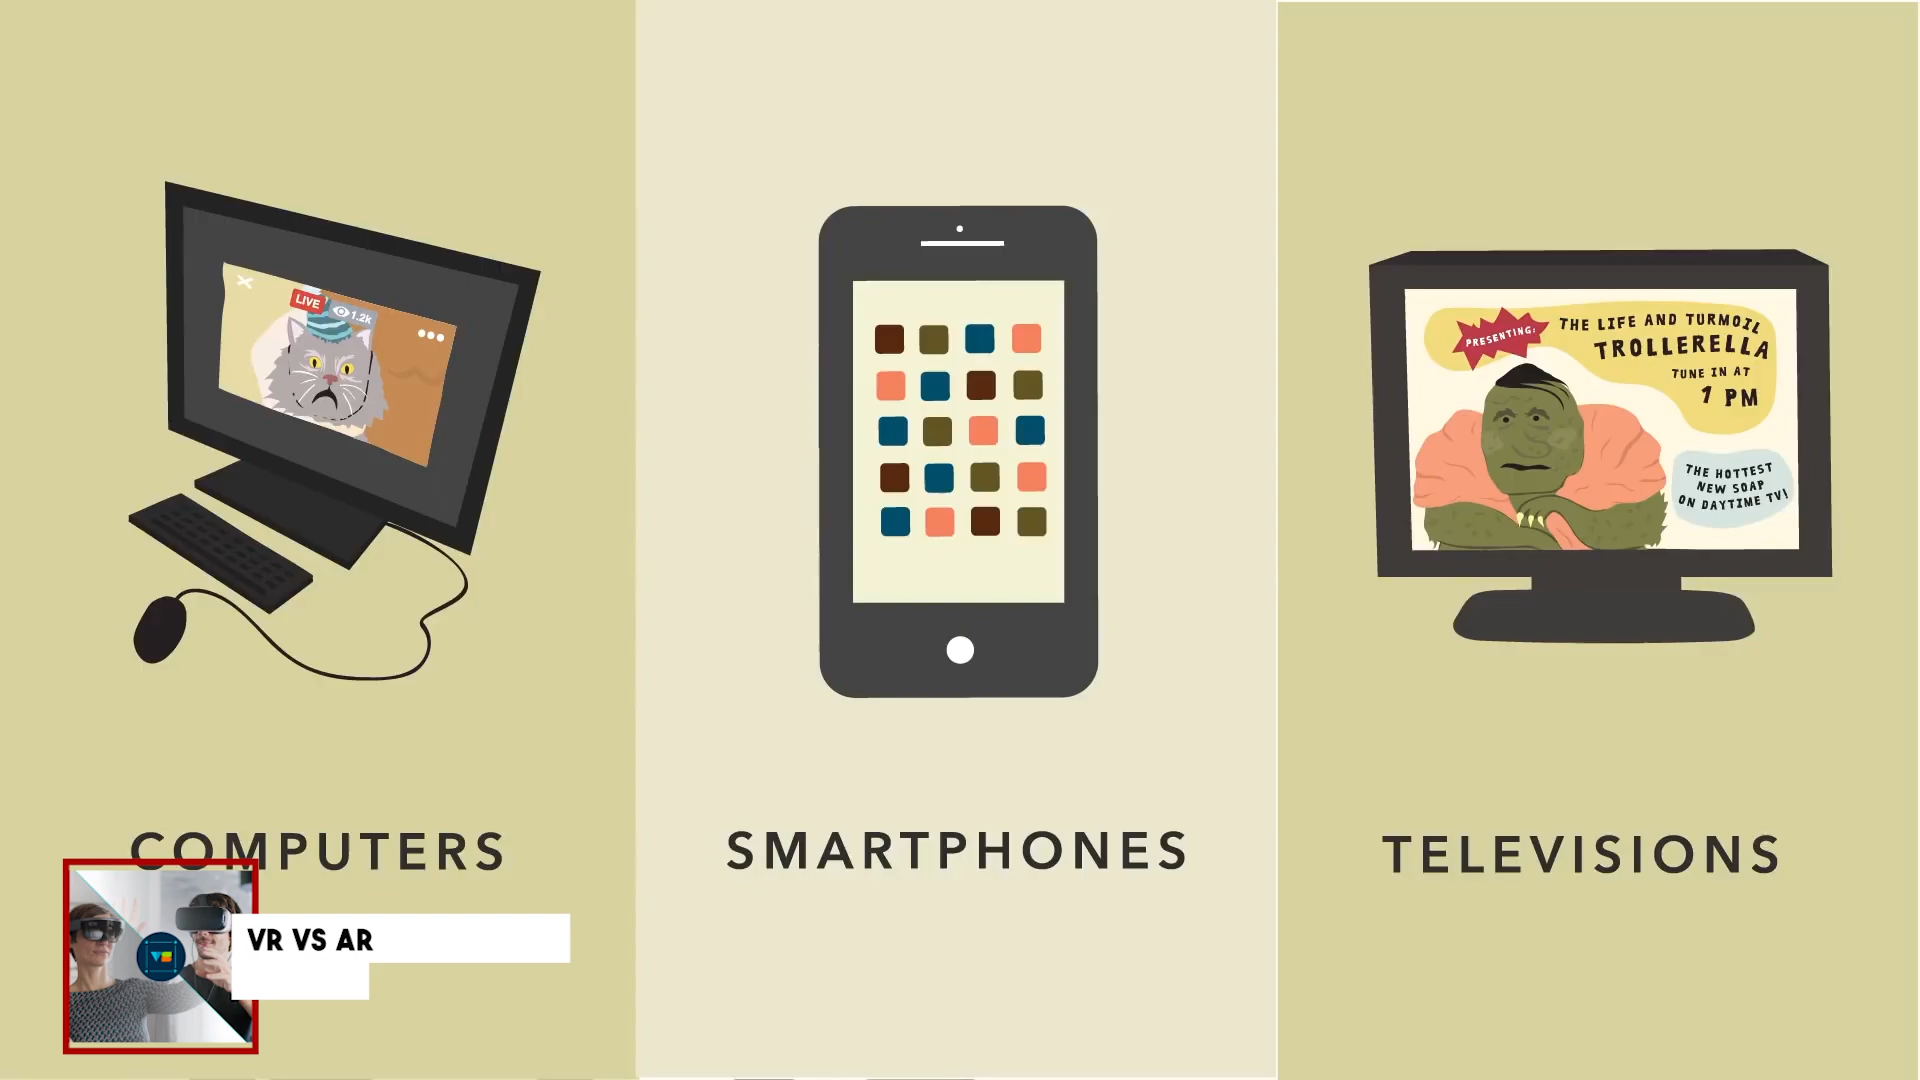 LIVE
1.2k
PRESENTING:
THE LIFE AND TURMOIL
TROLLERELLA
TUNE IN AT
1 PM
THE HOTTEST
NEW SOAP
ON DAYTIME TV!
COMPUTERS
SMARTPHONES
TELEVISIONS
VR VS AR
VB